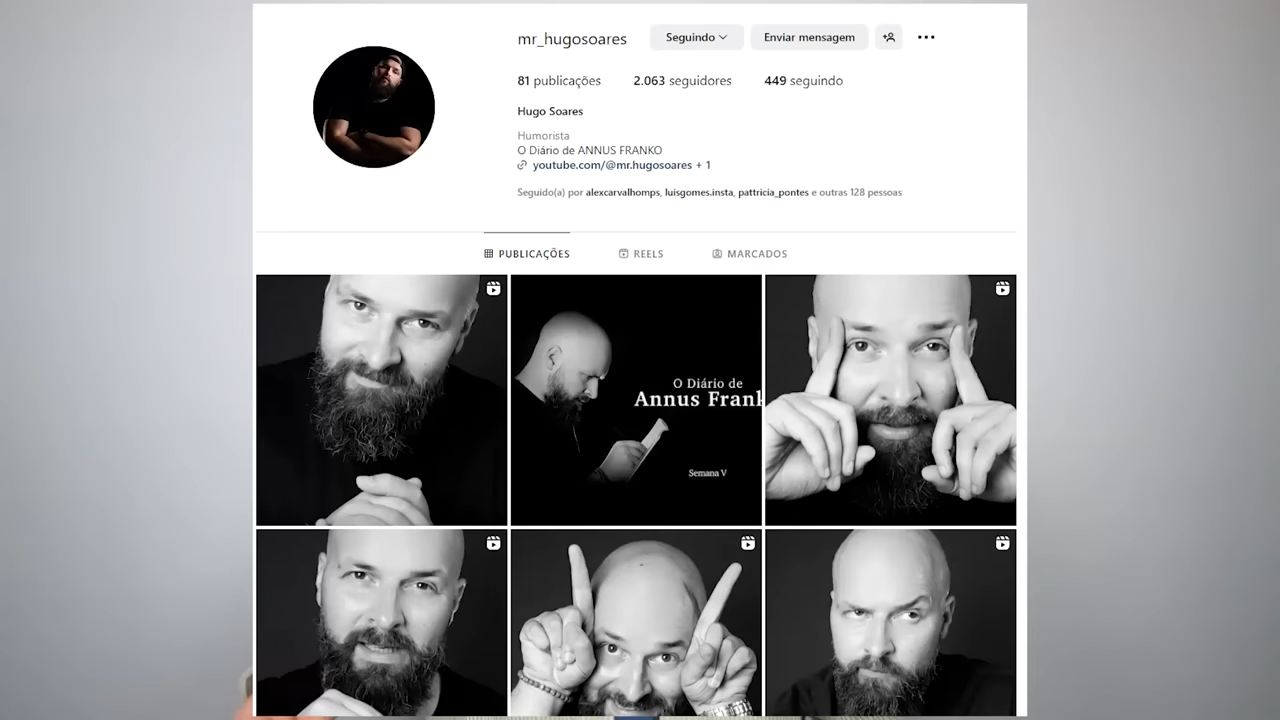 mr_hugosoares Seguindo Enviar mensagem
81 publicações 2.063 seguidores 449 seguindo
Hugo Soares
Humorista
O Diário de ANNUS FRANKO
youtube.com/@mr.hugosoares + 1
Seguido(a) por alexcarvalhomps, luisgomes.insta, pattricia_pontes e outras 128 pessoas
PUBLICAÇÕES REELS MARCADOS
O Diário de
Annus Frank
Semana V